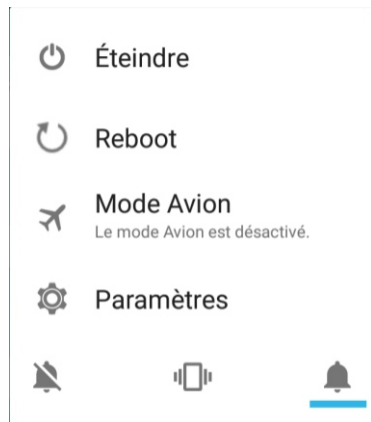 Éteindre
Reboot
Mode Avion
Le mode Avion est désactivé.
Paramètres